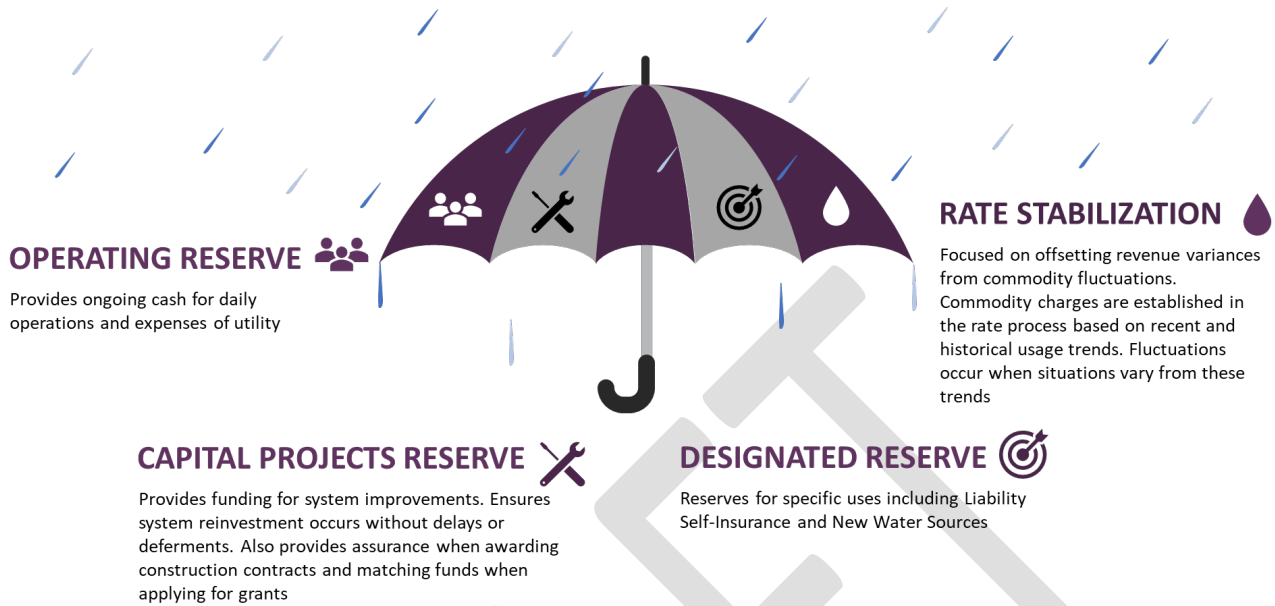 OPERATING RESERVE
Provides ongoing cash for daily
operations and expenses of utility
RATE STABILIZATION
Focused on offsetting revenue variances
from commodity fluctuations.
Commodity charges are established in
the rate process based on recent and
historical usage trends. Fluctuations
occur when situations vary from these
trends
CAPITAL PROJECTS RESERVE
Provides funding for system improvements. Ensures
system reinvestment occurs without delays or
deferments. Also provides assurance when awarding
construction contracts and matching funds when
applying for grants
DESIGNATED RESERVE
Reserves for specific uses including Liability
Self-Insurance and New Water Sources